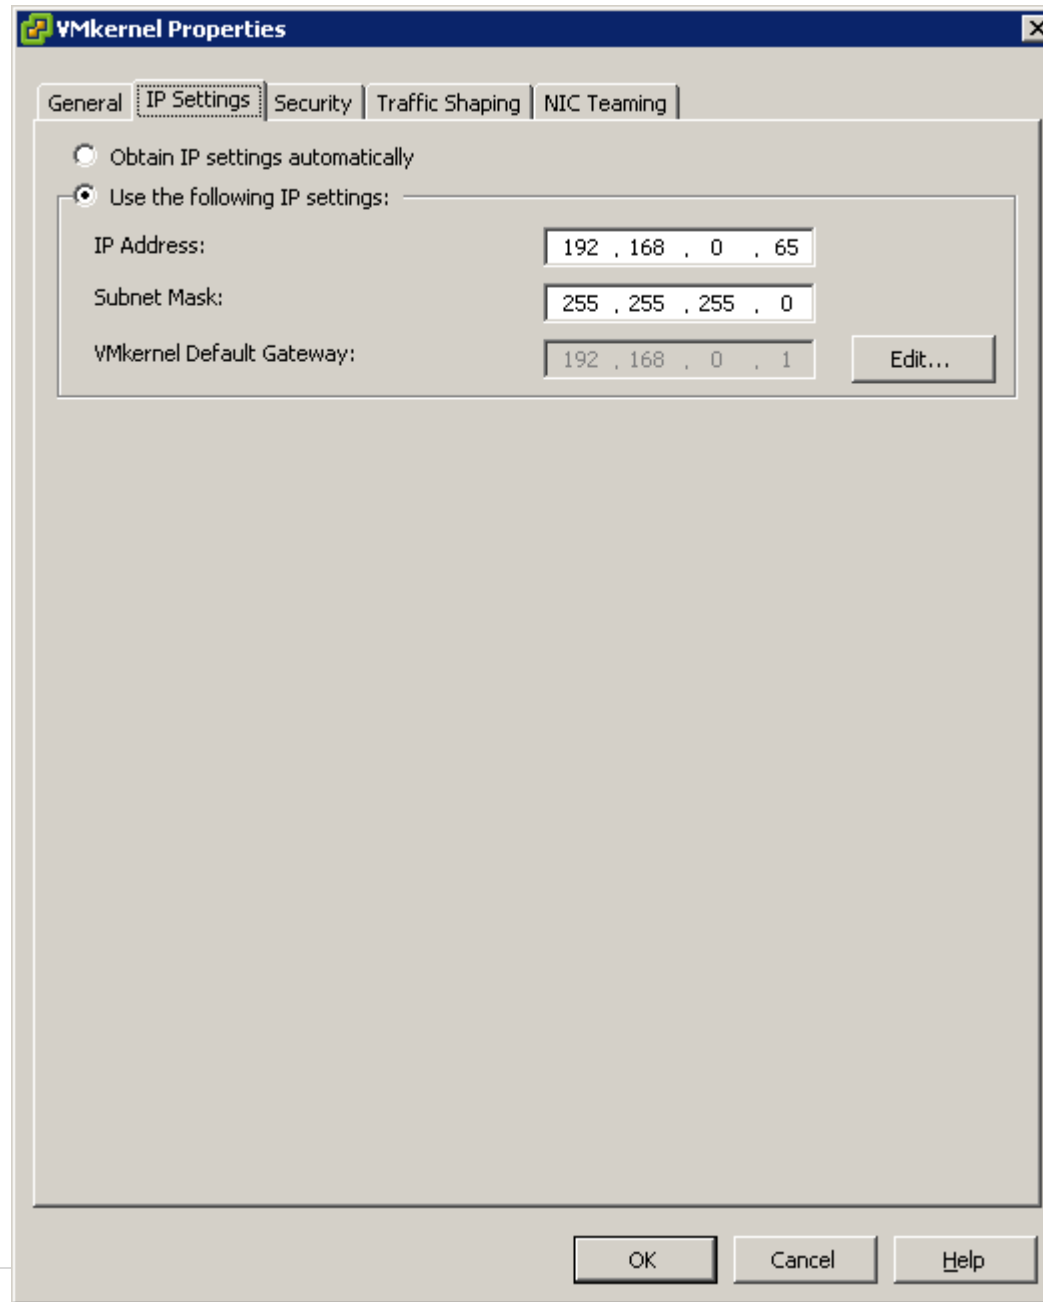 VMkernel Properties
General IP Settings Security Traffic Shaping NIC Teaming
Obtain IP settings automatically
Use the following IP settings:
IP Address: 192 . 168 . 0 . 65
Subnet Mask: 255 . 255 . 255 . 0
VMkernel Default Gateway: 192 . 168 . 0 . 1 Edit...
OK Cancel Help